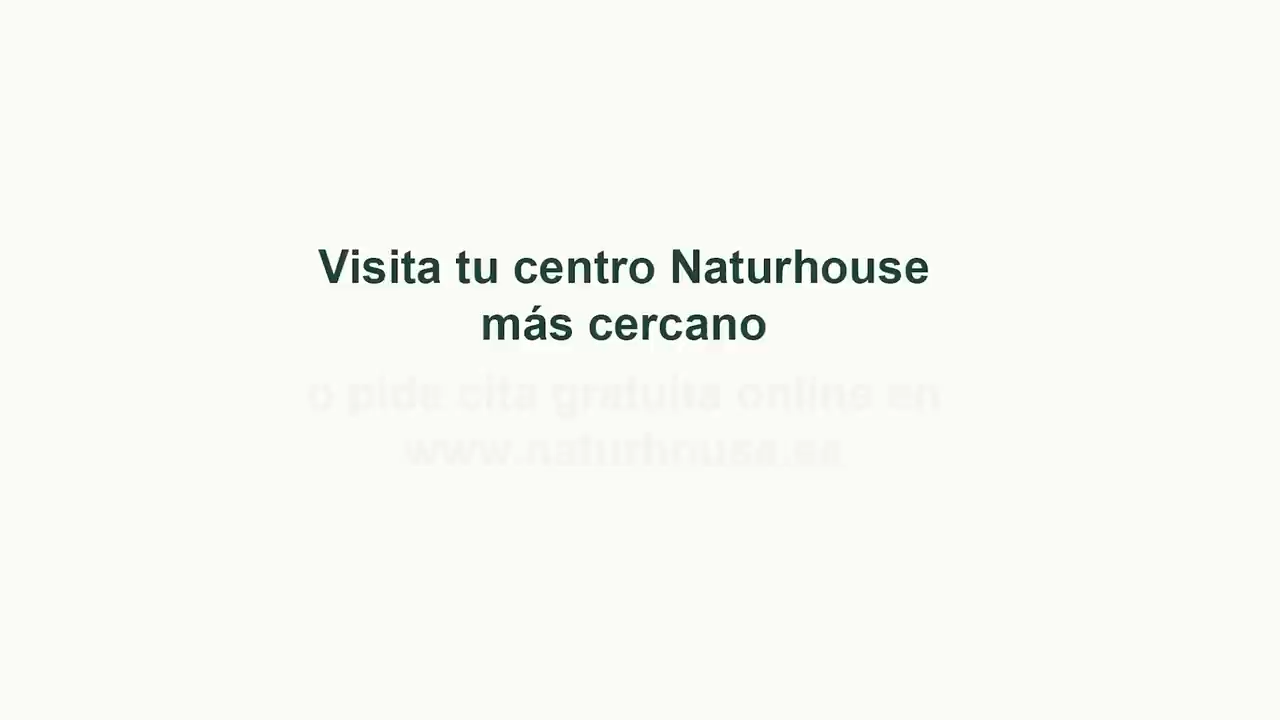 Visita tu centro Naturhouse
más cercano
o pide cita gratuita online en
www.naturhouse.es